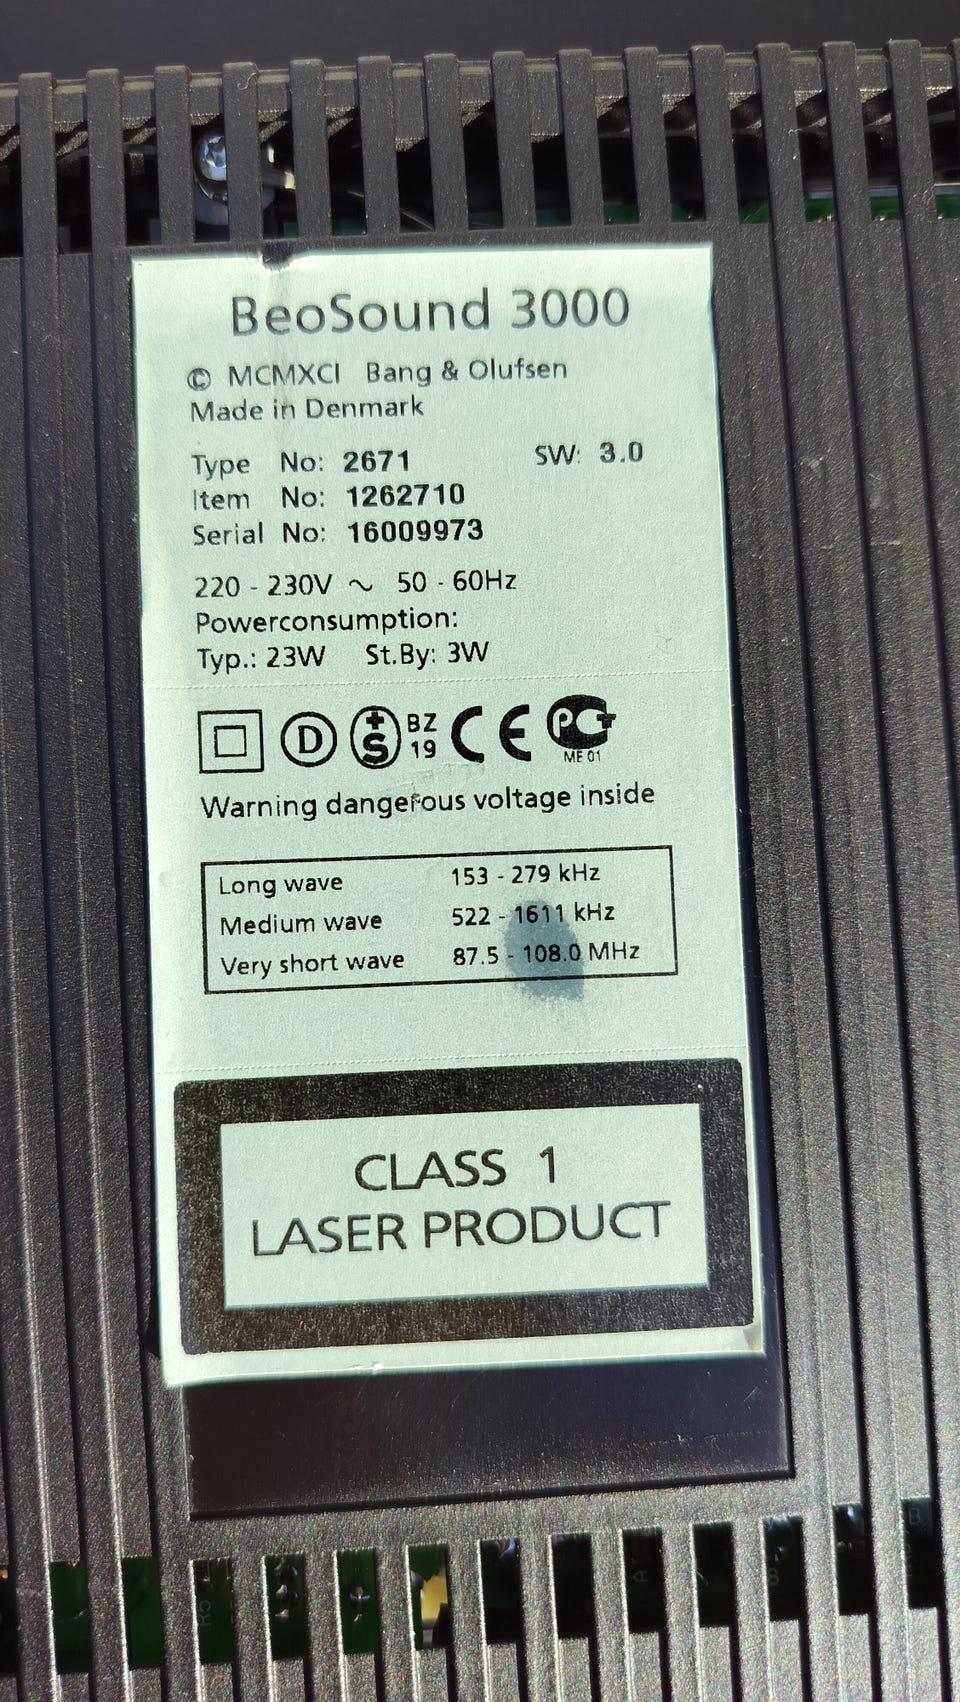 BeoSound 3000
© MCMXCI Bang & Olufsen
Made in Denmark
Type No: 2671 SW: 3.0
Item No: 1262710
Serial No: 16009973
220 - 230V ~ 50 - 60Hz
Powerconsumption:
Typ.: 23W St.By: 3W
D +S BZ 19 CE PCT ME 01
Warning dangerous voltage inside
Long wave 153 - 279 kHz
Medium wave 522 - 1611 kHz
Very short wave 87.5 - 108.0 MHz
CLASS 1
LASER PRODUCT